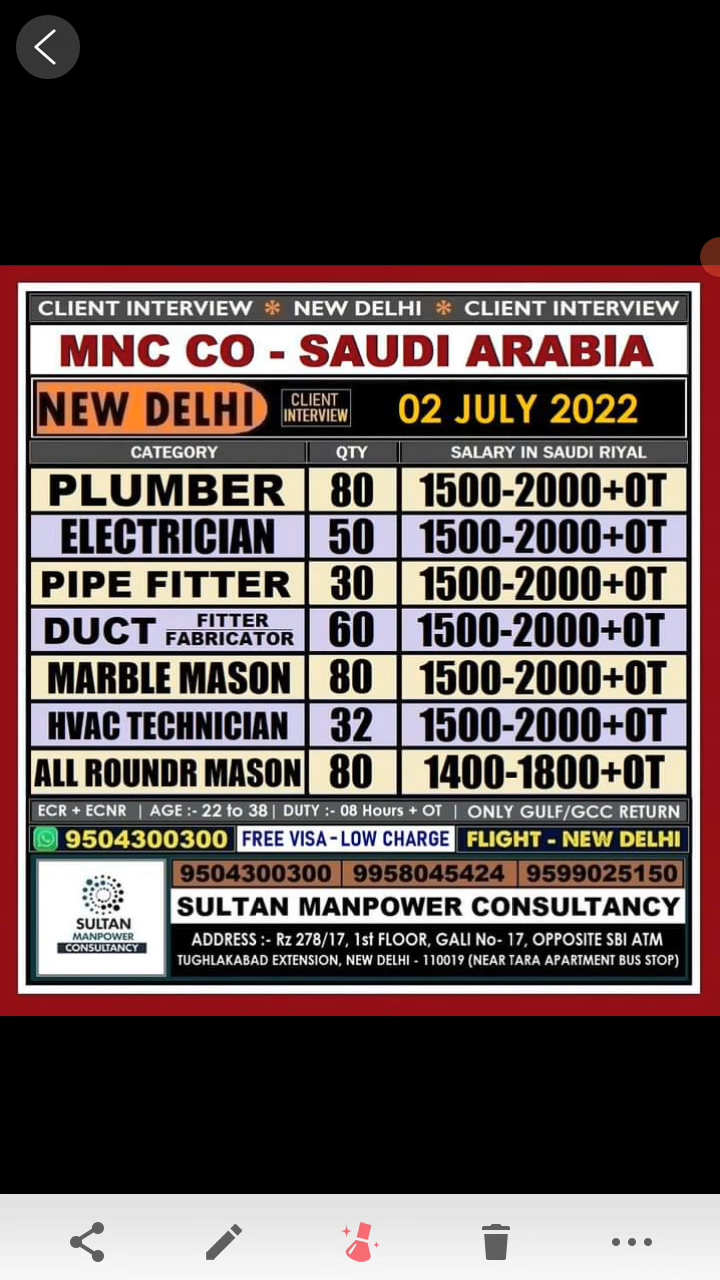 CLIENT INTERVIEW * NEW DELHI * CLIENT INTERVIEW
MNC CO - SAUDI ARABIA
NEW DELHI CLIENT INTERVIEW 02 JULY 2022
CATEGORY QTY SALARY IN SAUDI RIYAL
PLUMBER 80 1500-2000+OT
ELECTRICIAN 50 1500-2000+OT
PIPE FITTER 30 1500-2000+OT
DUCT FITTER FABRICATOR 60 1500-2000+OT
MARBLE MASON 80 1500-2000+OT
HVAC TECHNICIAN 32 1500-2000+OT
ALL ROUNDR MASON 80 1400-1800+OT
ECR + ECNR | AGE :- 22 to 38 | DUTY :- 08 Hours + OT | ONLY GULF/GCC RETURN
9504300300 FREE VISA - LOW CHARGE FLIGHT - NEW DELHI
9504300300 9958045424 9599025150
SULTAN MANPOWER CONSULTANCY
SULTAN
MANPOWER
CONSULTANCY
ADDRESS :- Rz 278/17, 1st FLOOR, GALI No- 17, OPPOSITE SBI ATM
TUGHLAKABAD EXTENSION, NEW DELHI - 110019 (NEAR TARA APARTMENT BUS STOP)